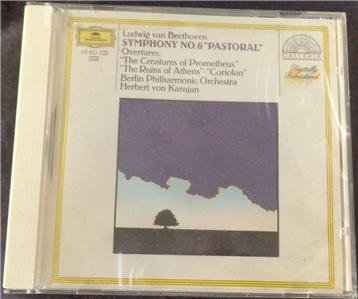 Ludwig van Beethoven
SYMPHONY NO.6 "PASTORAL"
Overtures:
"The Creatures of Prometheus"
"The Ruins of Athens"·"Coriolan"
Berlin Philharmonic Orchestra
Herbert von Karajan
GALLERIA
Digitally
Remastered